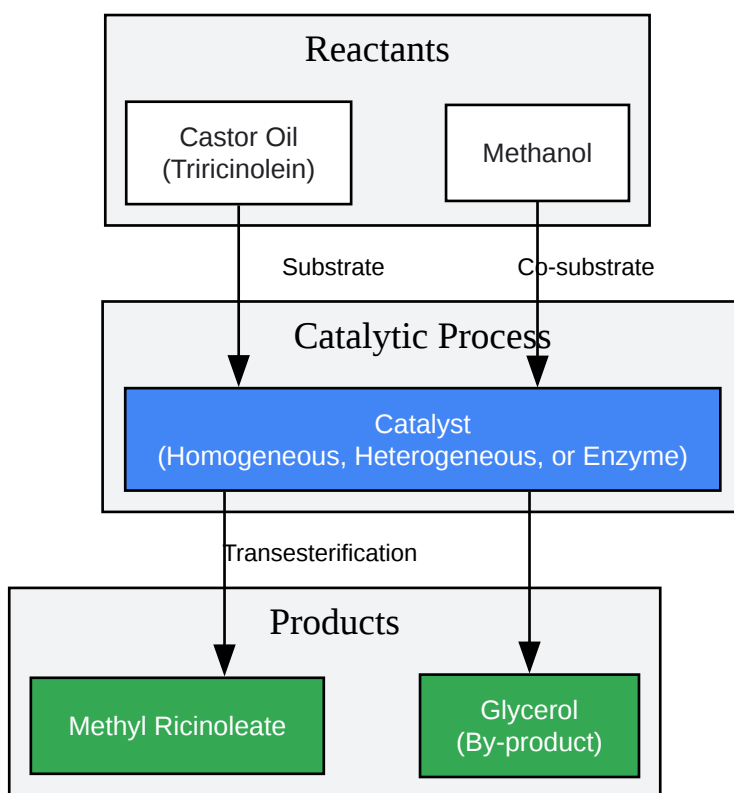 Reactants
Castor Oil
(Triricinolein)
Methanol
Substrate
Co-substrate
Catalytic Process
Catalyst
(Homogeneous, Heterogeneous, or Enzyme)
Transesterification
Products
Methyl Ricinoleate
Glycerol
(By-product)